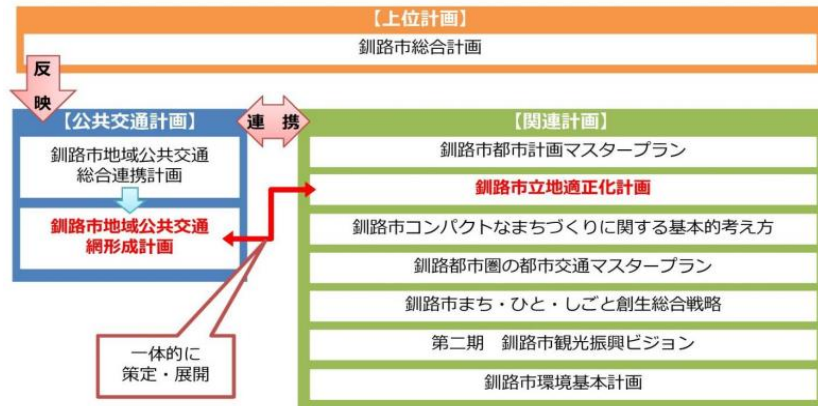 【上位計画】
釧路市総合計画
反
映
【公共交通計画】
釧路市地域公共交通
総合連携計画
釧路市地域公共交通
網形成計画
連 携
【関連計画】
釧路市都市計画マスタープラン
釧路市立地適正化計画
釧路市コンパクトなまちづくりに関する基本的考え方
釧路都市圏の都市交通マスタープラン
釧路市まち・ひと・しごと創生総合戦略
第二期 釧路市観光振興ビジョン
釧路市環境基本計画
一体的に
策定・展開